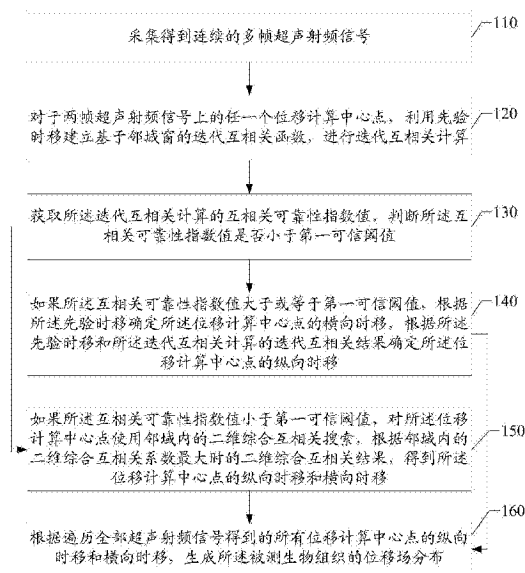 采集得到连续的多帧超声射频信号
110
对于两帧超声射频信号上的任一个位移计算中心点，利用先验
时移建立基于邻域窗的迭代互相关函数，进行迭代互相关计算
120
获取所述迭代互相关计算的互相关可靠性指数值，判断所述互
相关可靠性指数值是否小于第一可信阈值
130
如果所述互相关可靠性指数值大于或等于第一可信阈值，根据
所述先验时移确定所述位移计算中心点的横向时移，根据所述
先验时移和所述迭代互相关计算的迭代互相关结果确定所述位
移计算中心点的纵向时移
140
如果所述互相关可靠性指数值小于第一可信阈值，对所述位移
计算中心点使用邻域内的二维综合互相关搜索，根据邻域内的
二维综合互相关系数最大时的二维综合互相关结果，得到所述
位移计算中心点的纵向时移和横向时移
150
根据遍历全部超声射频信号得到的所有位移计算中心点的纵向
时移和横向时移，生成所述被测生物组织的位移场分布
160